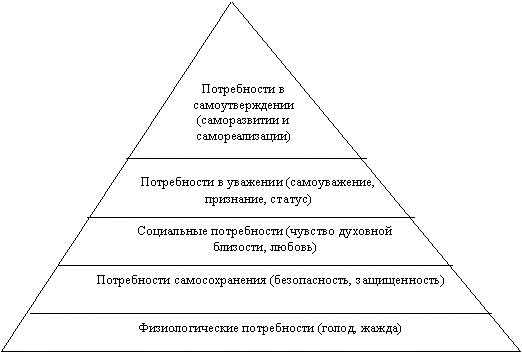 Потребности в
самоутверждении
(саморазвитии и
самореализации)
Потребности в уважении (самоуважение,
признание, статус)
Социальные потребности (чувство духовной
близости, любовь)
Потребности самосохранения (безопасность, защищенность)
Физиологические потребности (голод, жажда)